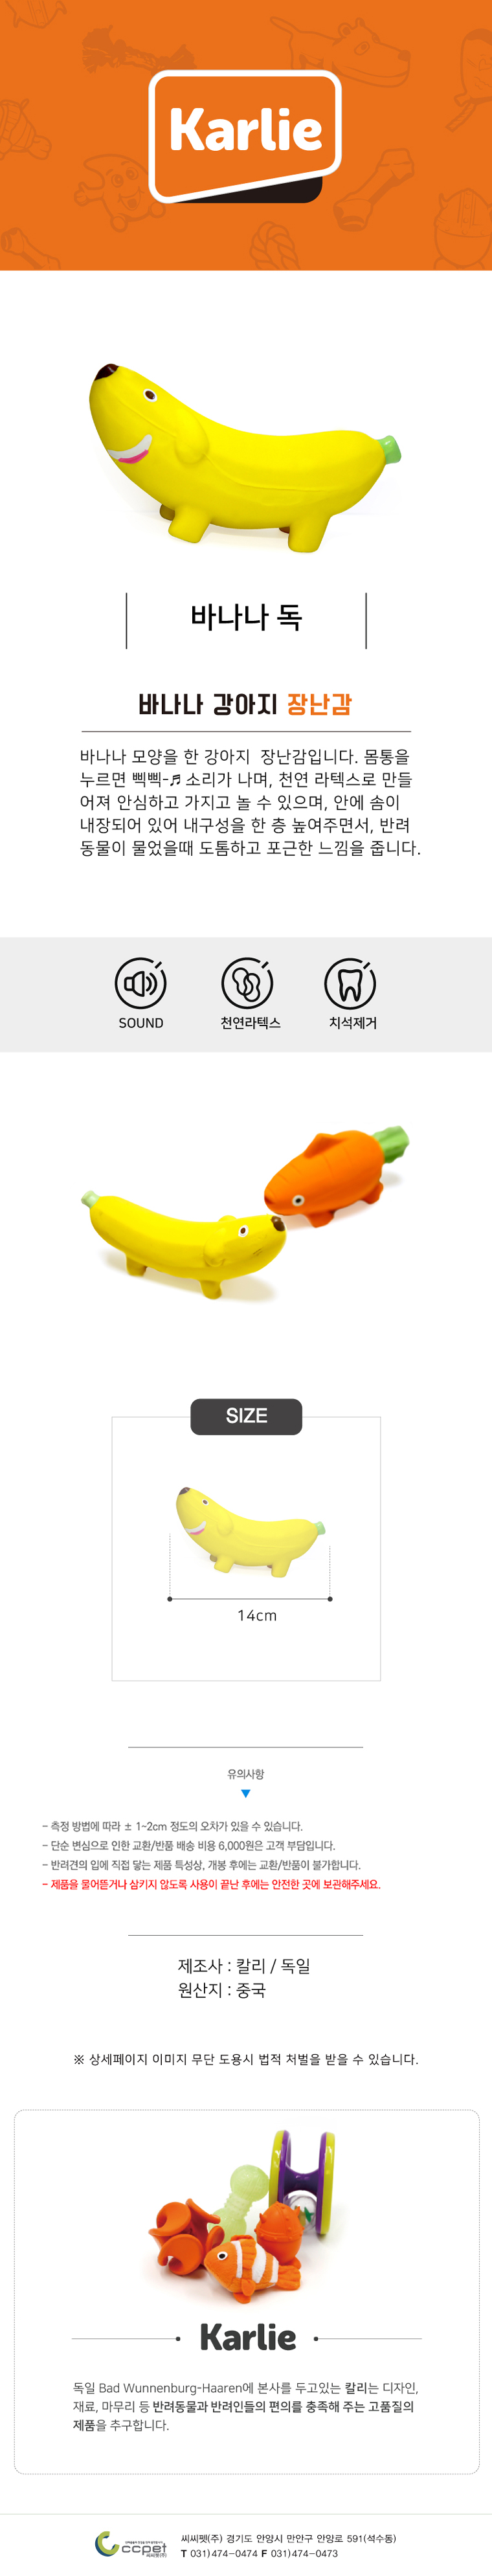 Karlie
바나나 독
바나나 강아지 장난감
바나나 모양을 한 강아지 장난감입니다. 몸통을
누르면 삑삑-♬ 소리가 나며, 천연 라텍스로 만들
어져 안심하고 가지고 놀 수 있으며, 안에 솜이
내장되어 있어 내구성을 한 층 높여주면서, 반려
동물이 물었을때 도톰하고 포근한 느낌을 줍니다.
SOUND 천연라텍스 치석제거
SIZE
14cm
유의사항
- 측정 방법에 따라 ± 1~2cm 정도의 오차가 있을 수 있습니다.
- 단순 변심으로 인한 교환/반품 배송 비용 6,000원은 고객 부담입니다.
- 반려견의 입에 직접 닿는 제품 특성상, 개봉 후에는 교환/반품이 불가합니다.
- 제품을 물어뜯거나 삼키지 않도록 사용이 끝난 후에는 안전한 곳에 보관해주세요.
제조사 : 칼리 / 독일
원산지 : 중국
※ 상세페이지 이미지 무단 도용시 법적 처벌을 받을 수 있습니다.
Karlie
독일 Bad Wunnenburg-Haaren에 본사를 두고있는 칼리는 디자인,
재료, 마무리 등 반려동물과 반려인들의 편의를 충족해 주는 고품질의
제품을 추구합니다.
ccpet
씨씨펫(주)
씨씨펫(주) 경기도 안양시 만안구 안양로 591(석수동)
T 031)474-0474 F 031)474-0473